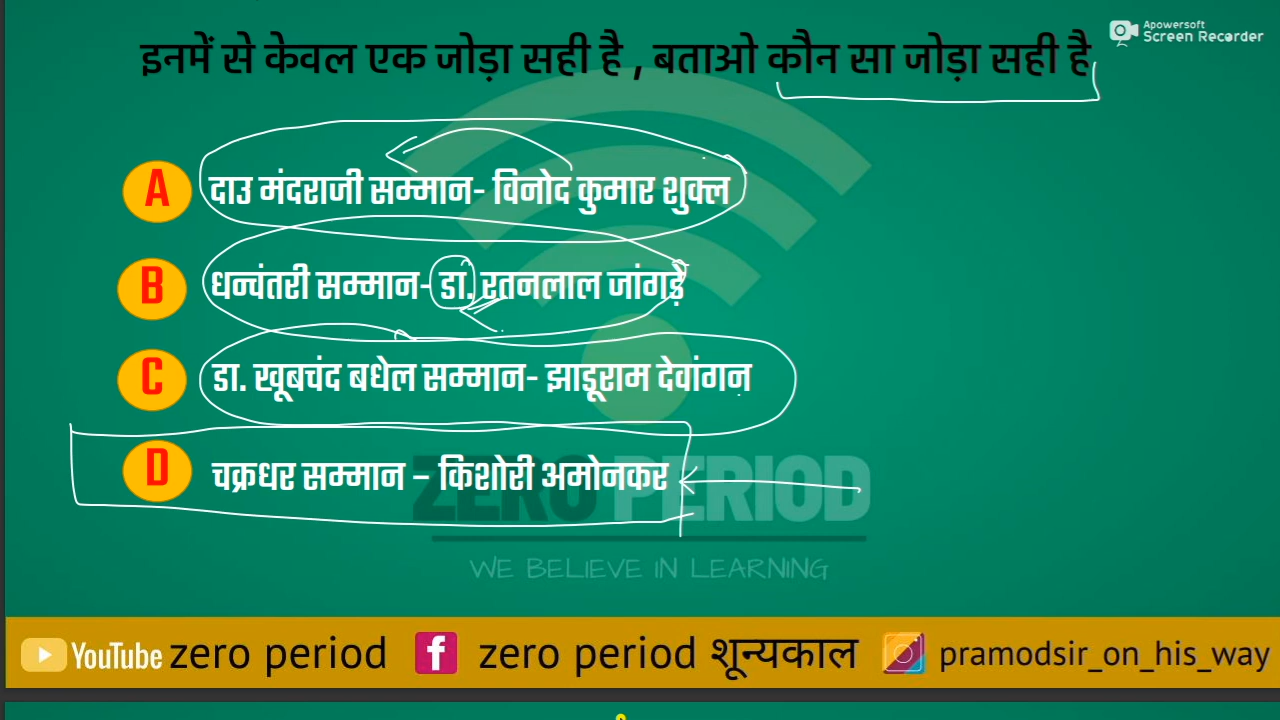 Apowersoft
Screen Recorder
इनमें से केवल एक जोड़ा सही है , बताओ कौन सा जोड़ा सही है
A दाउ मंदराजी सम्मान- विनोद कुमार शुक्ल
B धन्वंतरी सम्मान- डा. रतनलाल जांगड़े
C डा. खूबचंद बधेल सम्मान- झाडूराम देवांगन
D चक्रधर सम्मान – किशोरी अमोनकर
ZERO PERIOD
WE BELIEVE IN LEARNING
YouTube zero period f zero period शून्यकाल pramodsir_on_his_way